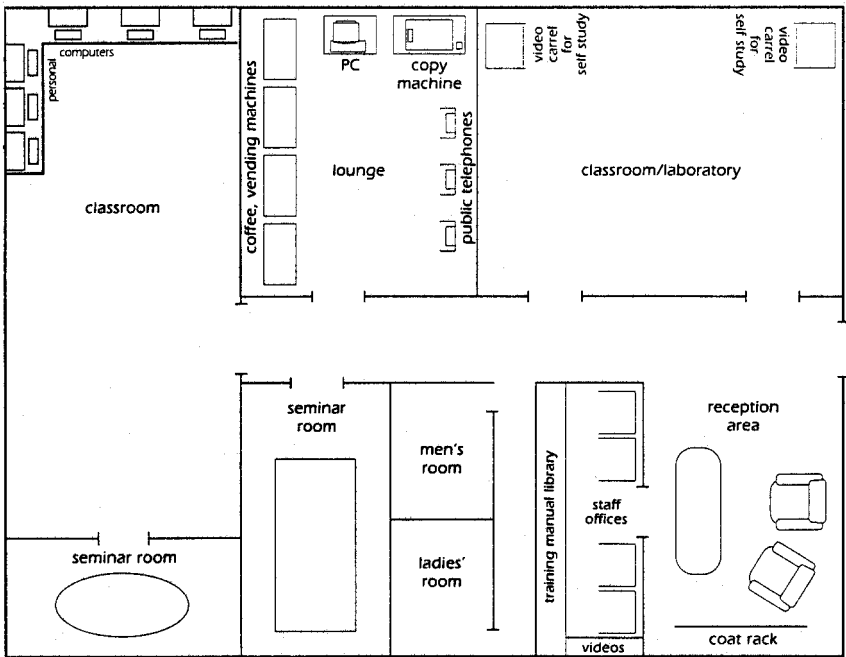 computers
personal
classroom
coffee, vending machines
PC
copy
machine
lounge
public telephones
video
carrel
for
self study
video
carrel
for
self study
classroom/laboratory
seminar
room
men's
room
ladies'
room
training manual library
staff
offices
videos
reception
area
coat rack
seminar room